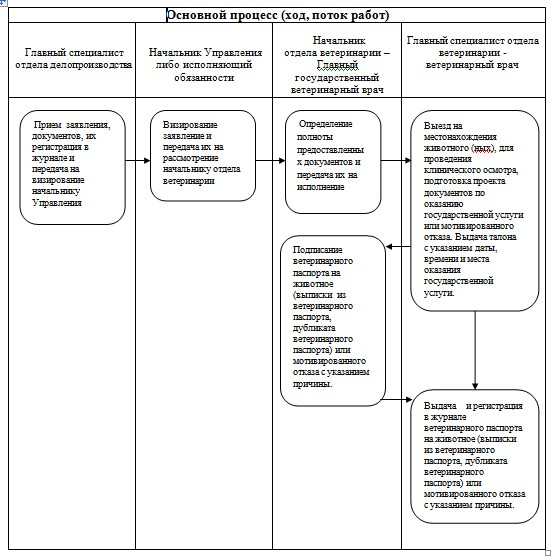 Основной процесс (ход, поток работ)
Главный специалист
отдела делопроизводства
Начальник Управления
либо исполняющий
обязанности
Начальник
отдела ветеринарии –
Главный
государственный
ветеринарный врач
Главный специалист отдела
ветеринарии -
ветеринарный врач
Прием заявления,
документов, их
регистрация в
журнале и
передача на
визирование
начальнику
Управления
Визирование
заявление и
передача их на
рассмотрение
начальнику отдела
ветеринарии
Определение
полноты
предоставленны
х документов и
передача их на
исполнение
Выезд на
местонахождения
животного (ных), для
проведения
клинического осмотра,
подготовка проекта
документов по
оказанию
государственной услуги
или мотивированного
отказа. Выдача талона
с указанием даты,
времени и места
оказания
государственной
услуги.
Подписание
ветеринарного
паспорта на
животное
(выписки из
ветеринарного
паспорта,
дубликата
ветеринарного
паспорта) или
мотивированного
отказа с указанием
причины.
Выдача и регистрация
в журнале
ветеринарного паспорта
на животное (выписки
из ветеринарного
паспорта, дубликата
ветеринарного
паспорта) или
мотивированного отказа
с указанием причины.